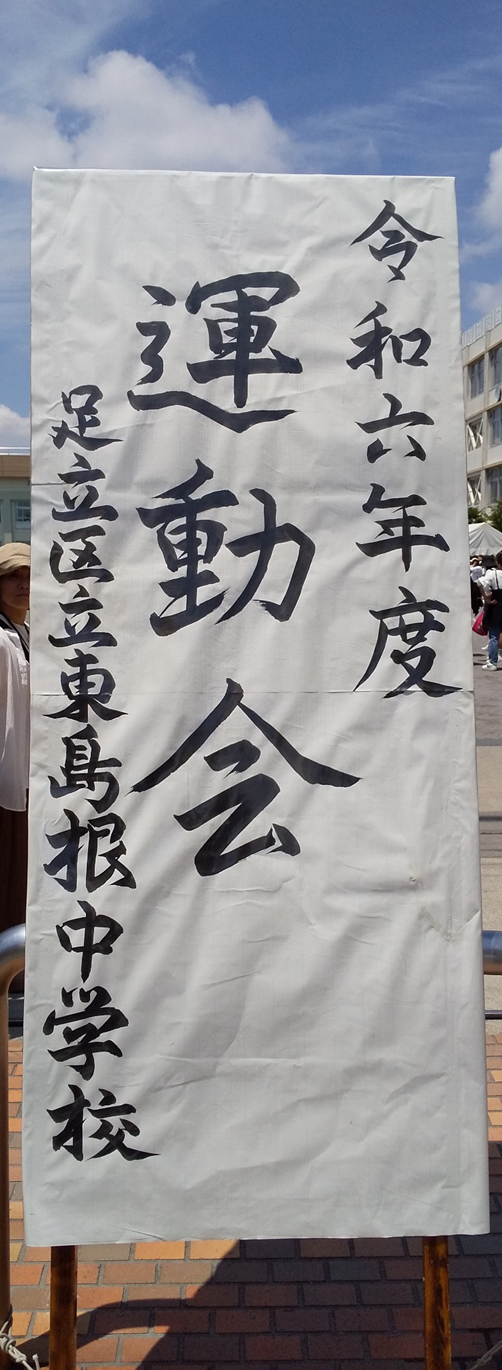 令和六年度
運動会
足立区立東島根中学校